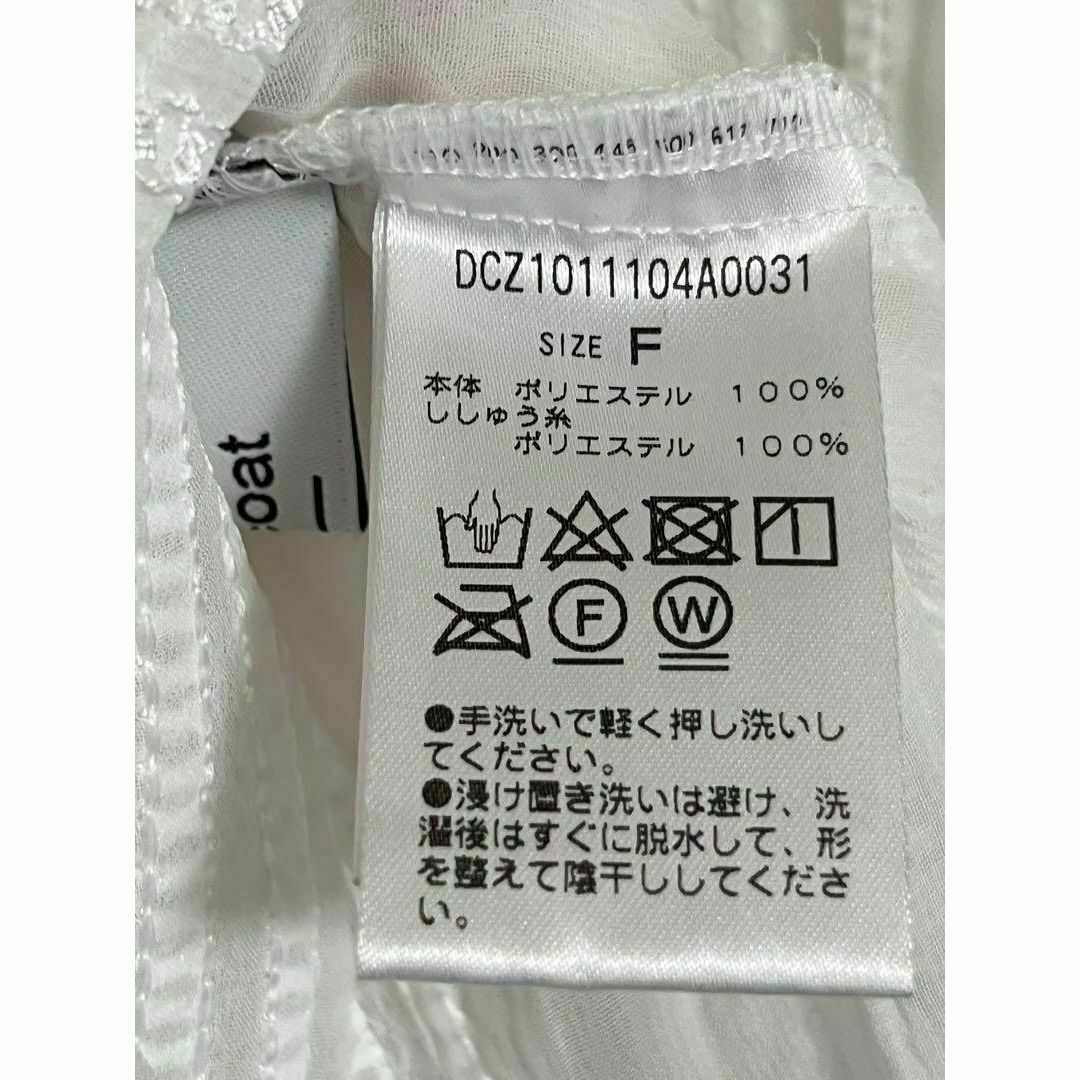 DCZ1011104A0031
SIZE F
本体 ポリエステル 100%
ししゅう糸
ポリエステル 100%
F W
●手洗いで軽く押し洗いし
てください。
●浸け置き洗いは避け、洗
濯後はすぐに脱水して、形
を整えて陰干ししてくださ
い。
oat